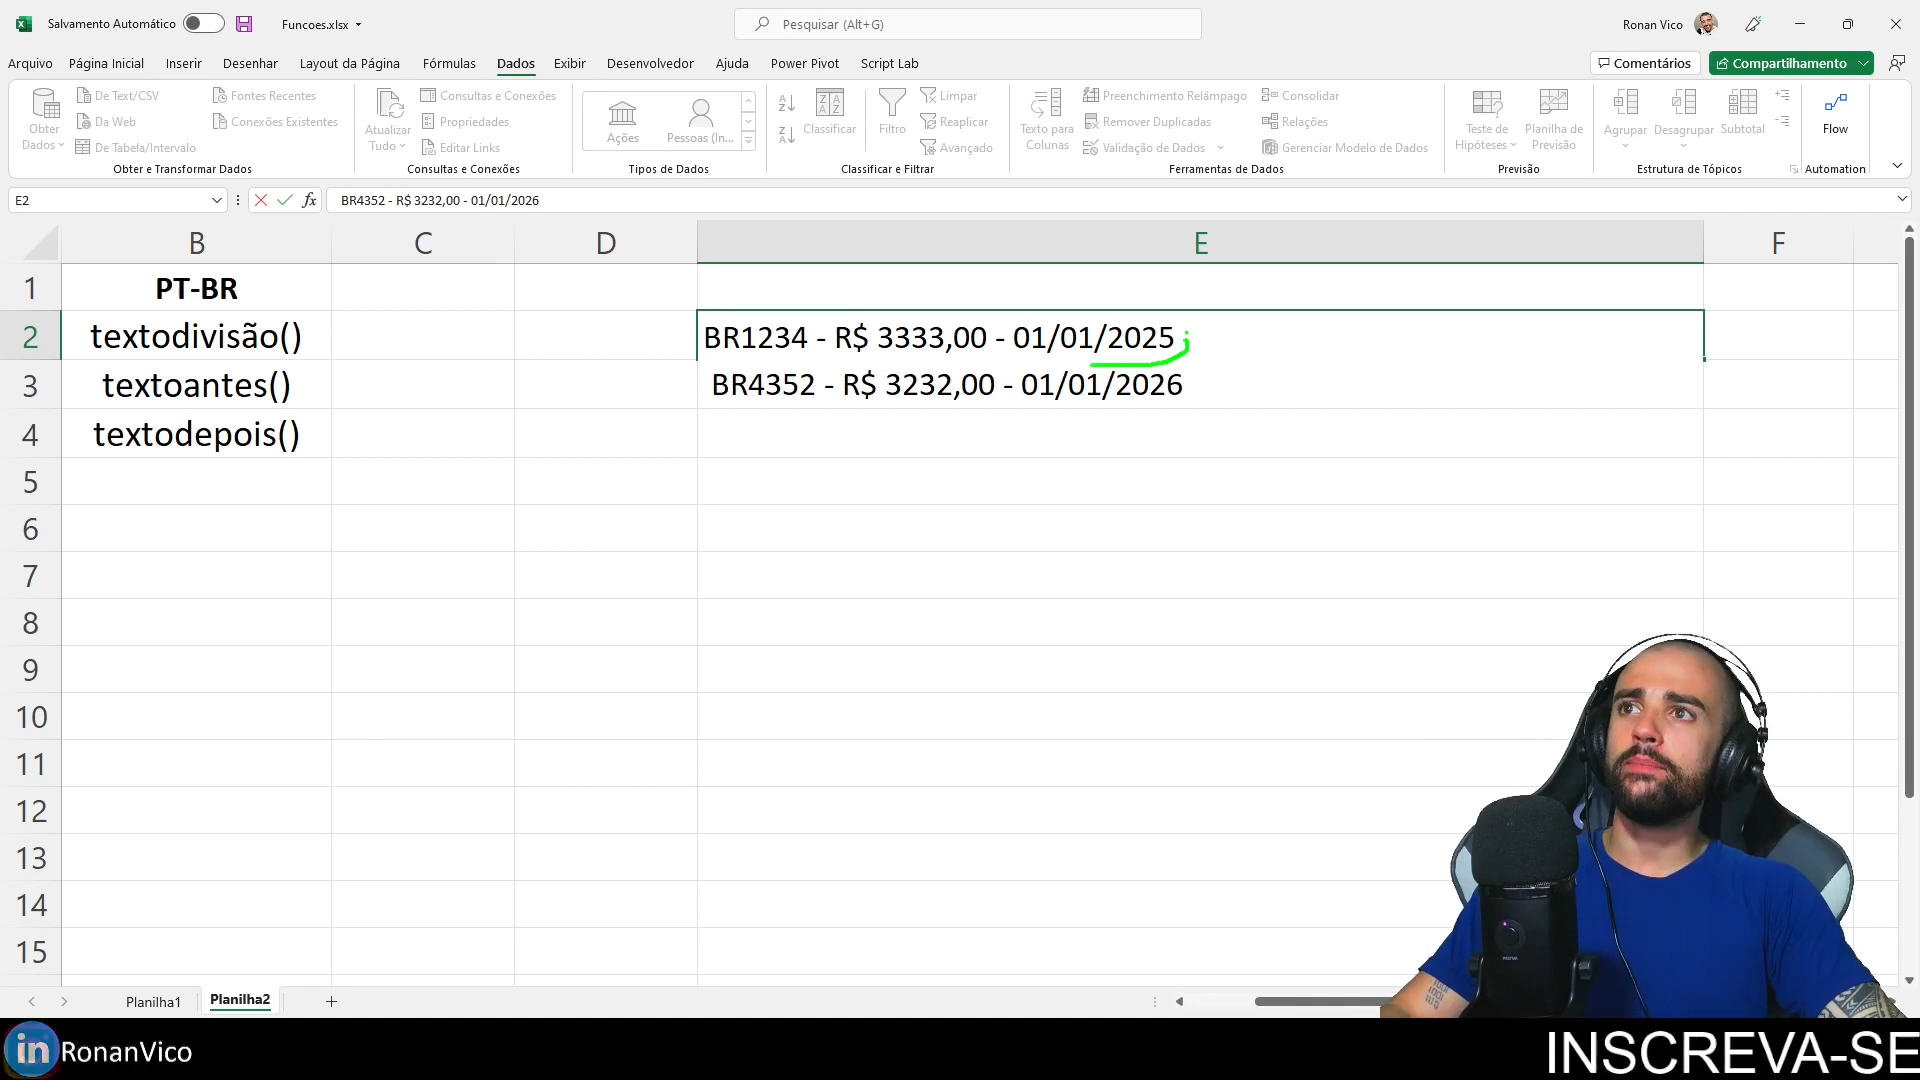 Salvamento Automático
Funcoes.xlsx
Pesquisar (Alt+G)
Ronan Vico
Arquivo
Página Inicial
Inserir
Desenhar
Layout da Página
Fórmulas
Dados
Exibir
Desenvolvedor
Ajuda
Power Pivot
Script Lab
Comentários
Compartilhamento
Obter
Dados
De Text/CSV
Da Web
De Tabela/Intervalo
Fontes Recentes
Conexões Existentes
Obter e Transformar Dados
Atualizar
Tudo
Consultas e Conexões
Propriedades
Editar Links
Consultas e Conexões
Ações
Pessoas (In...
Tipos de Dados
Classificar
Filtro
Limpar
Reaplicar
Avançado
Classificar e Filtrar
Texto para
Colunas
Preenchimento Relâmpago
Remover Duplicadas
Validação de Dados
Consolidar
Relações
Gerenciar Modelo de Dados
Ferramentas de Dados
Teste de
Hipóteses
Planilha de
Previsão
Previsão
Agrupar
Desagrupar
Subtotal
Estrutura de Tópicos
Flow
Automation
E2
fx
BR4352 - R$ 3232,00 - 01/01/2026
B
C
D
E
F
1
PT-BR
2
textodivisão()
BR1234 - R$ 3333,00 - 01/01/2025 ;
3
textoantes()
BR4352 - R$ 3232,00 - 01/01/2026
4
textodepois()
5
6
7
8
9
10
11
12
13
14
15
Planilha1
Planilha2
in RonanVico
INSCREVA-SE